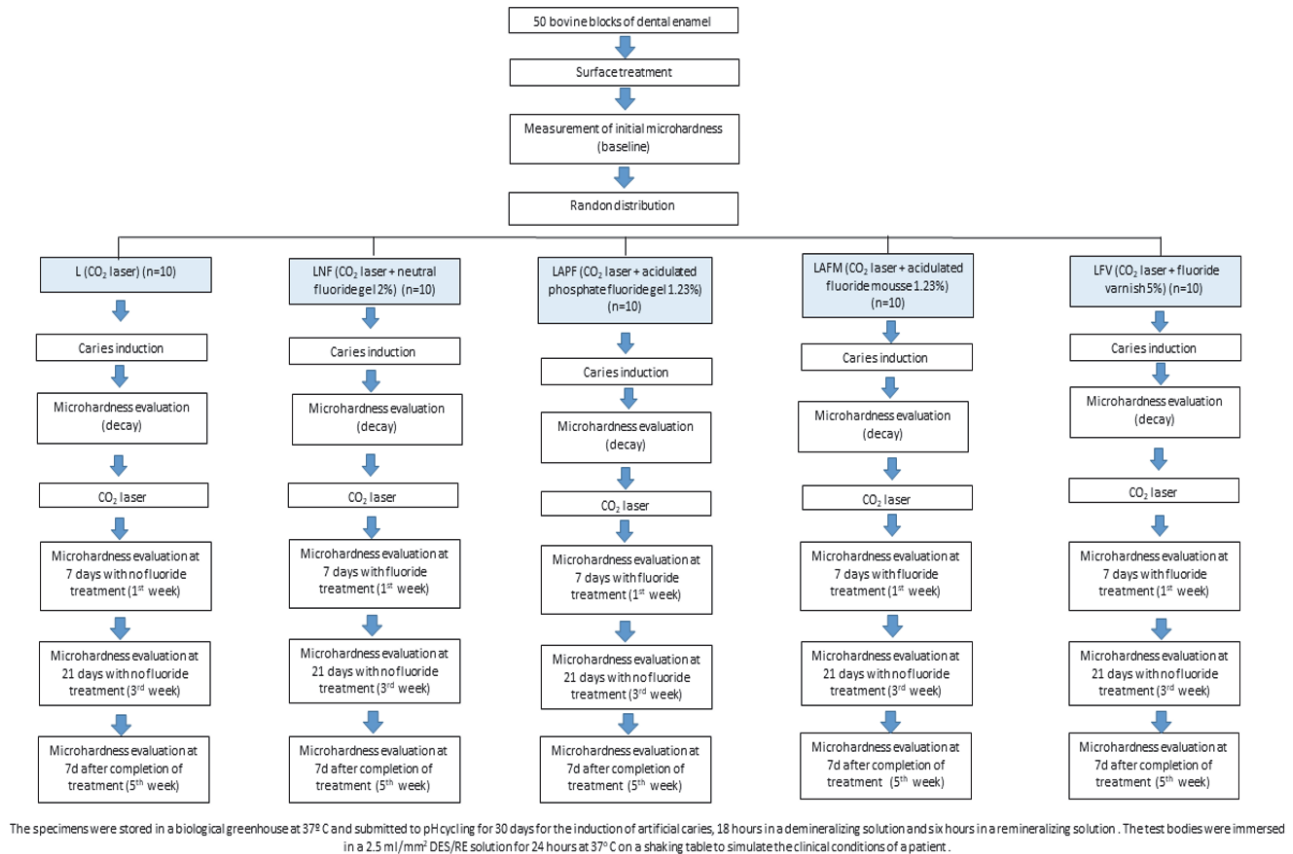 50 bovine blocks of dental enamel
Surface treatment
Measurement of initial microhardness
(baseline)
Randon distribution
L (CO₂ laser) (n=10)
Caries induction
Microhardness evaluation
(decay)
CO₂ laser
Microhardness evaluation at
7 days with no fluoride
treatment (1st week)
Microhardness evaluation at
21 days with no fluoride
treatment (3rd week)
Microhardness evaluation at
7d after completion of
treatment (5th week)
LNF (CO₂ laser + neutral
fluoride gel 2%) (n=10)
Caries induction
Microhardness evaluation
(decay)
CO₂ laser
Microhardness evaluation at
7 days with fluoride
treatment (1st week)
Microhardness evaluation at
21 days with no fluoride
treatment (3rd week)
Microhardness evaluation at
7d after completion of
treatment (5th week)
LAPF (CO₂ laser + acidulated
phosphate fluoride gel 1.23%)
(n=10)
Caries induction
Microhardness evaluation
(decay)
CO₂ laser
Microhardness evaluation at
7 days with fluoride
treatment (1st week)
Microhardness evaluation at
21 days with no fluoride
treatment (3rd week)
Microhardness evaluation at
7d after completion of
treatment (5th week)
LAFM (CO₂ laser + acidulated
fluoride mousse 1.23%)
(n=10)
Caries induction
Microhardness evaluation
(decay)
CO₂ laser
Microhardness evaluation at
7 days with fluoride
treatment (1st week)
Microhardness evaluation at
21 days with no fluoride
treatment (3rd week)
Microhardness evaluation at
7d after completion of
treatment (5th week)
LFV (CO₂ laser + fluoride
varnish 5%) (n=10)
Caries induction
Microhardness evaluation
(decay)
CO₂ laser
Microhardness evaluation at
7 days with fluoride
treatment (1st week)
Microhardness evaluation at
21 days with no fluoride
treatment (3rd week)
Microhardness evaluation at
7d after completion of
treatment (5th week)
The specimens were stored in a biological greenhouse at 37º C and submitted to pH cycling for 30 days for the induction of artificial caries, 18 hours in a demineralizing solution and six hours in a remineralizing solution . The test bodies were immersed
in a 2.5 ml/mm² DES/RE solution for 24 hours at 37º C on a shaking table to simulate the clinical conditions of a patient .